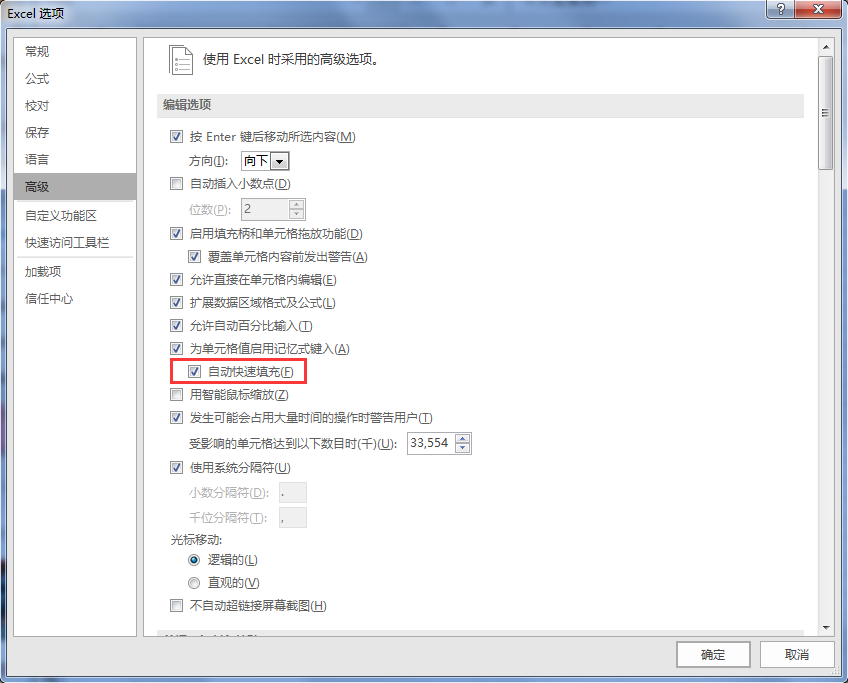 Excel 选项
常规
公式
校对
保存
语言
高级
自定义功能区
快速访问工具栏
加载项
信任中心
使用 Excel 时采用的高级选项。
编辑选项
按 Enter 键后移动所选内容(M)
方向(I): 向下
自动插入小数点(D)
位数(P): 2
启用填充柄和单元格拖放功能(D)
覆盖单元格内容前发出警告(A)
允许直接在单元格内编辑(E)
扩展数据区域格式及公式(L)
允许自动百分比输入(T)
为单元格值启用记忆式键入(A)
自动快速填充(F)
用智能鼠标缩放(Z)
发生可能会占用大量时间的操作时警告用户(T)
受影响的单元格达到以下数目时(千)(U): 33,554
使用系统分隔符(U)
小数分隔符(D): .
千位分隔符(T): ,
光标移动:
逻辑的(L)
直观的(V)
不自动超链接屏幕截图(H)
确定
取消